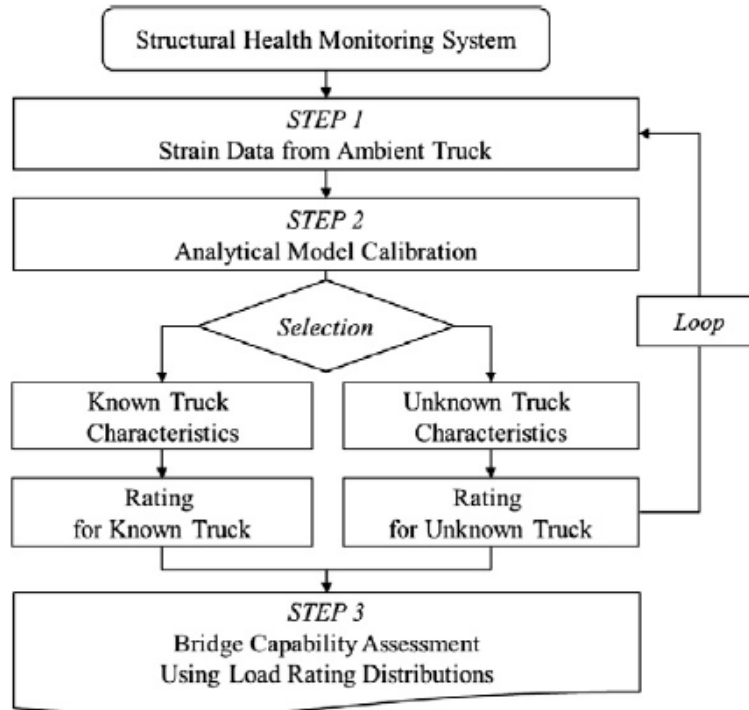 Structural Health Monitoring System
STEP 1
Strain Data from Ambient Truck
STEP 2
Analytical Model Calibration
Selection
Loop
Known Truck
Characteristics
Unknown Truck
Characteristics
Rating
for Known Truck
Rating
for Unknown Truck
STEP 3
Bridge Capability Assessment
Using Load Rating Distributions